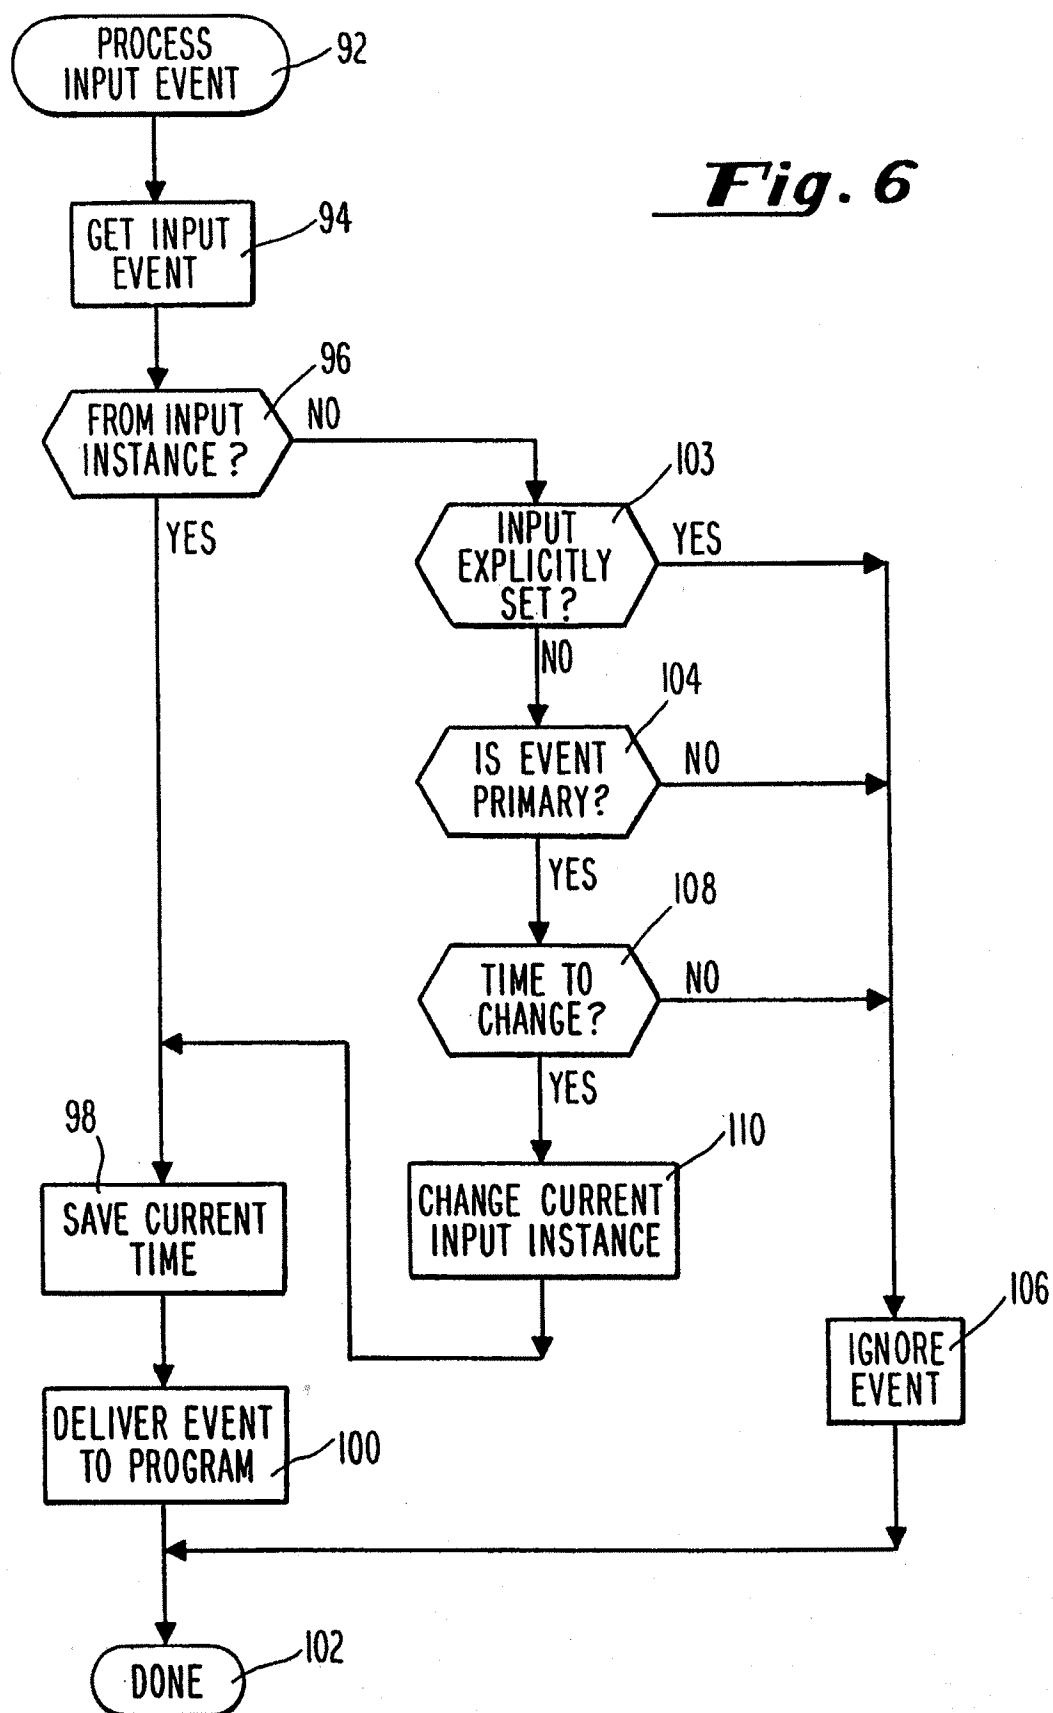 PROCESS
INPUT EVENT
92
Fig. 6
GET INPUT
EVENT
94
96
FROM INPUT
INSTANCE?
NO
YES
103
INPUT
EXPLICITLY
SET?
YES
NO
104
IS EVENT
PRIMARY?
NO
YES
108
TIME TO
CHANGE?
NO
YES
98
SAVE CURRENT
TIME
110
CHANGE CURRENT
INPUT INSTANCE
106
IGNORE
EVENT
DELIVER EVENT
TO PROGRAM
100
102
DONE